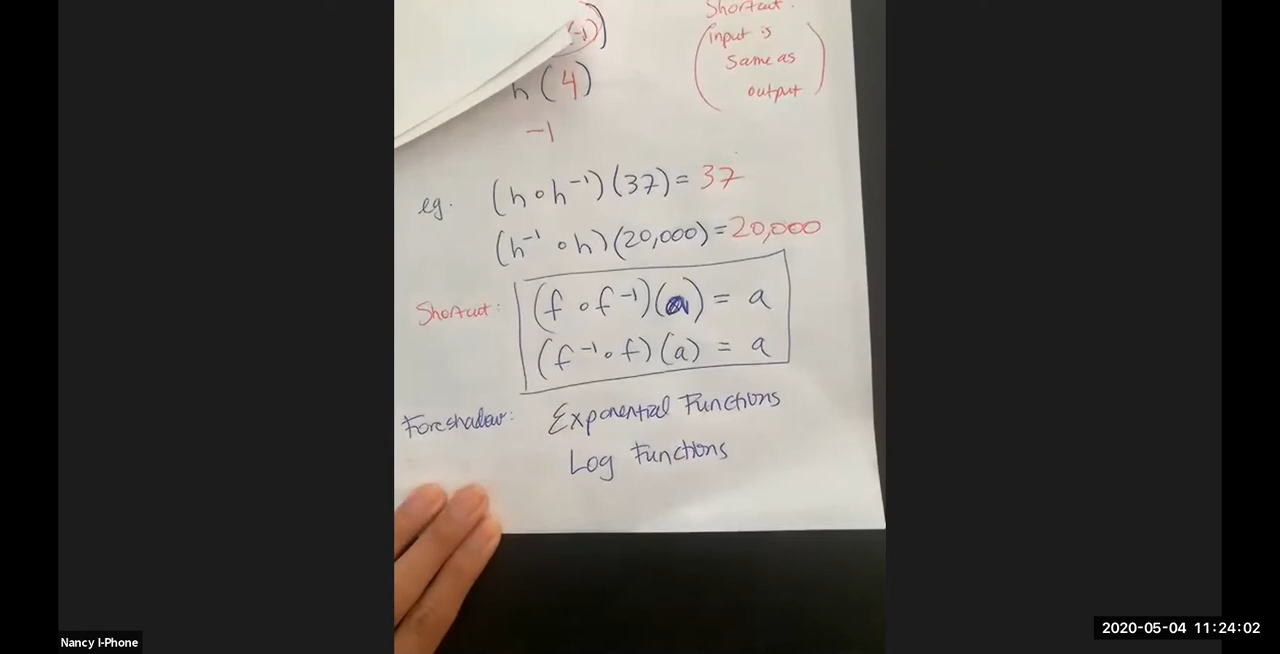 Shortcut:
(input is
same as
output)
(-1))
h (4)
-1
eg. (h∘h⁻¹)(37) = 37
(h⁻¹∘h)(20,000) = 20,000
Shortcut: (f∘f⁻¹)(a) = a
(f⁻¹∘f)(a) = a
Foreshadow: Exponential Functions
Log Functions
Nancy I-Phone
2020-05-04 11:24:02